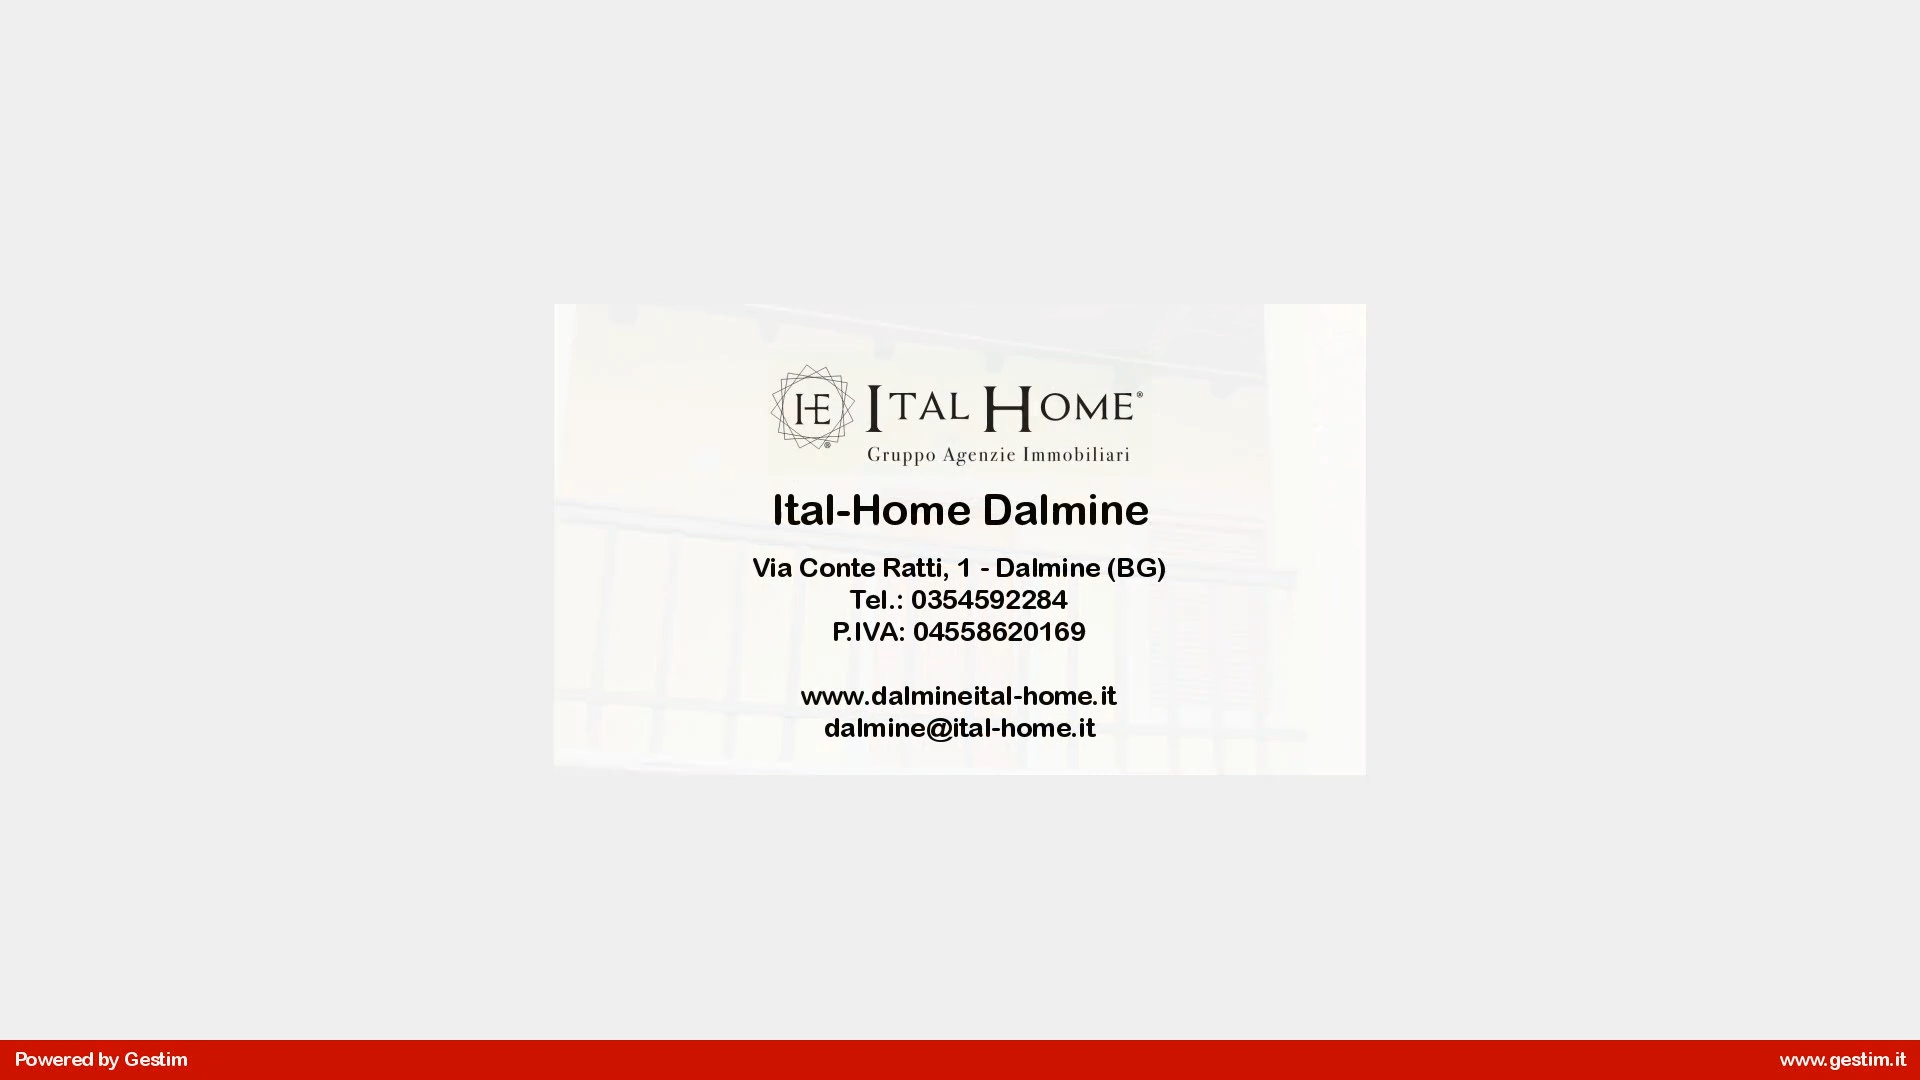 HE ITAL HOME®
®
Gruppo Agenzie Immobiliari
Ital-Home Dalmine
Via Conte Ratti, 1 - Dalmine (BG)
Tel.: 0354592284
P.IVA: 04558620169
www.dalmineital-home.it
dalmine@ital-home.it
Powered by Gestim
www.gestim.it